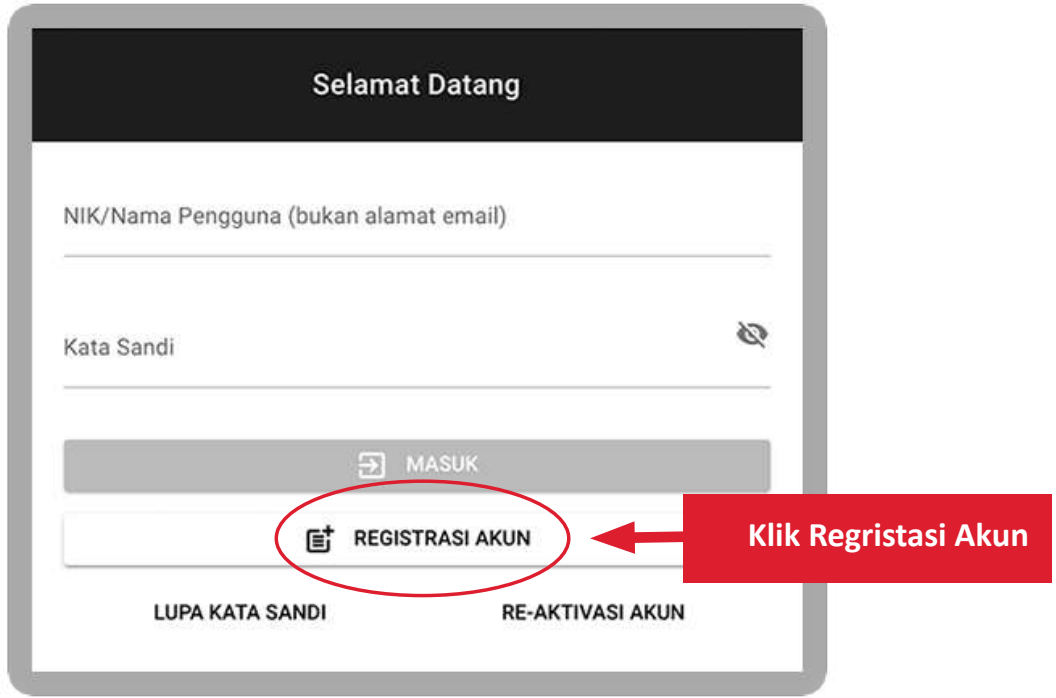 Selamat Datang
NIK/Nama Pengguna (bukan alamat email)
Kata Sandi
MASUK
REGISTRASI AKUN
Klik Regristasi Akun
LUPA KATA SANDI
RE-AKTIVASI AKUN